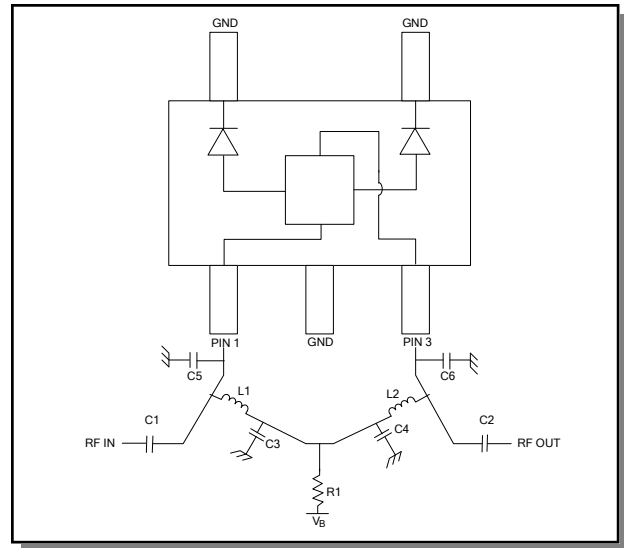 GND GND
PIN 1 GND PIN 3
C5 C6
L1 L2
C1 C2
RF IN C3 C4 RF OUT
R1
VB